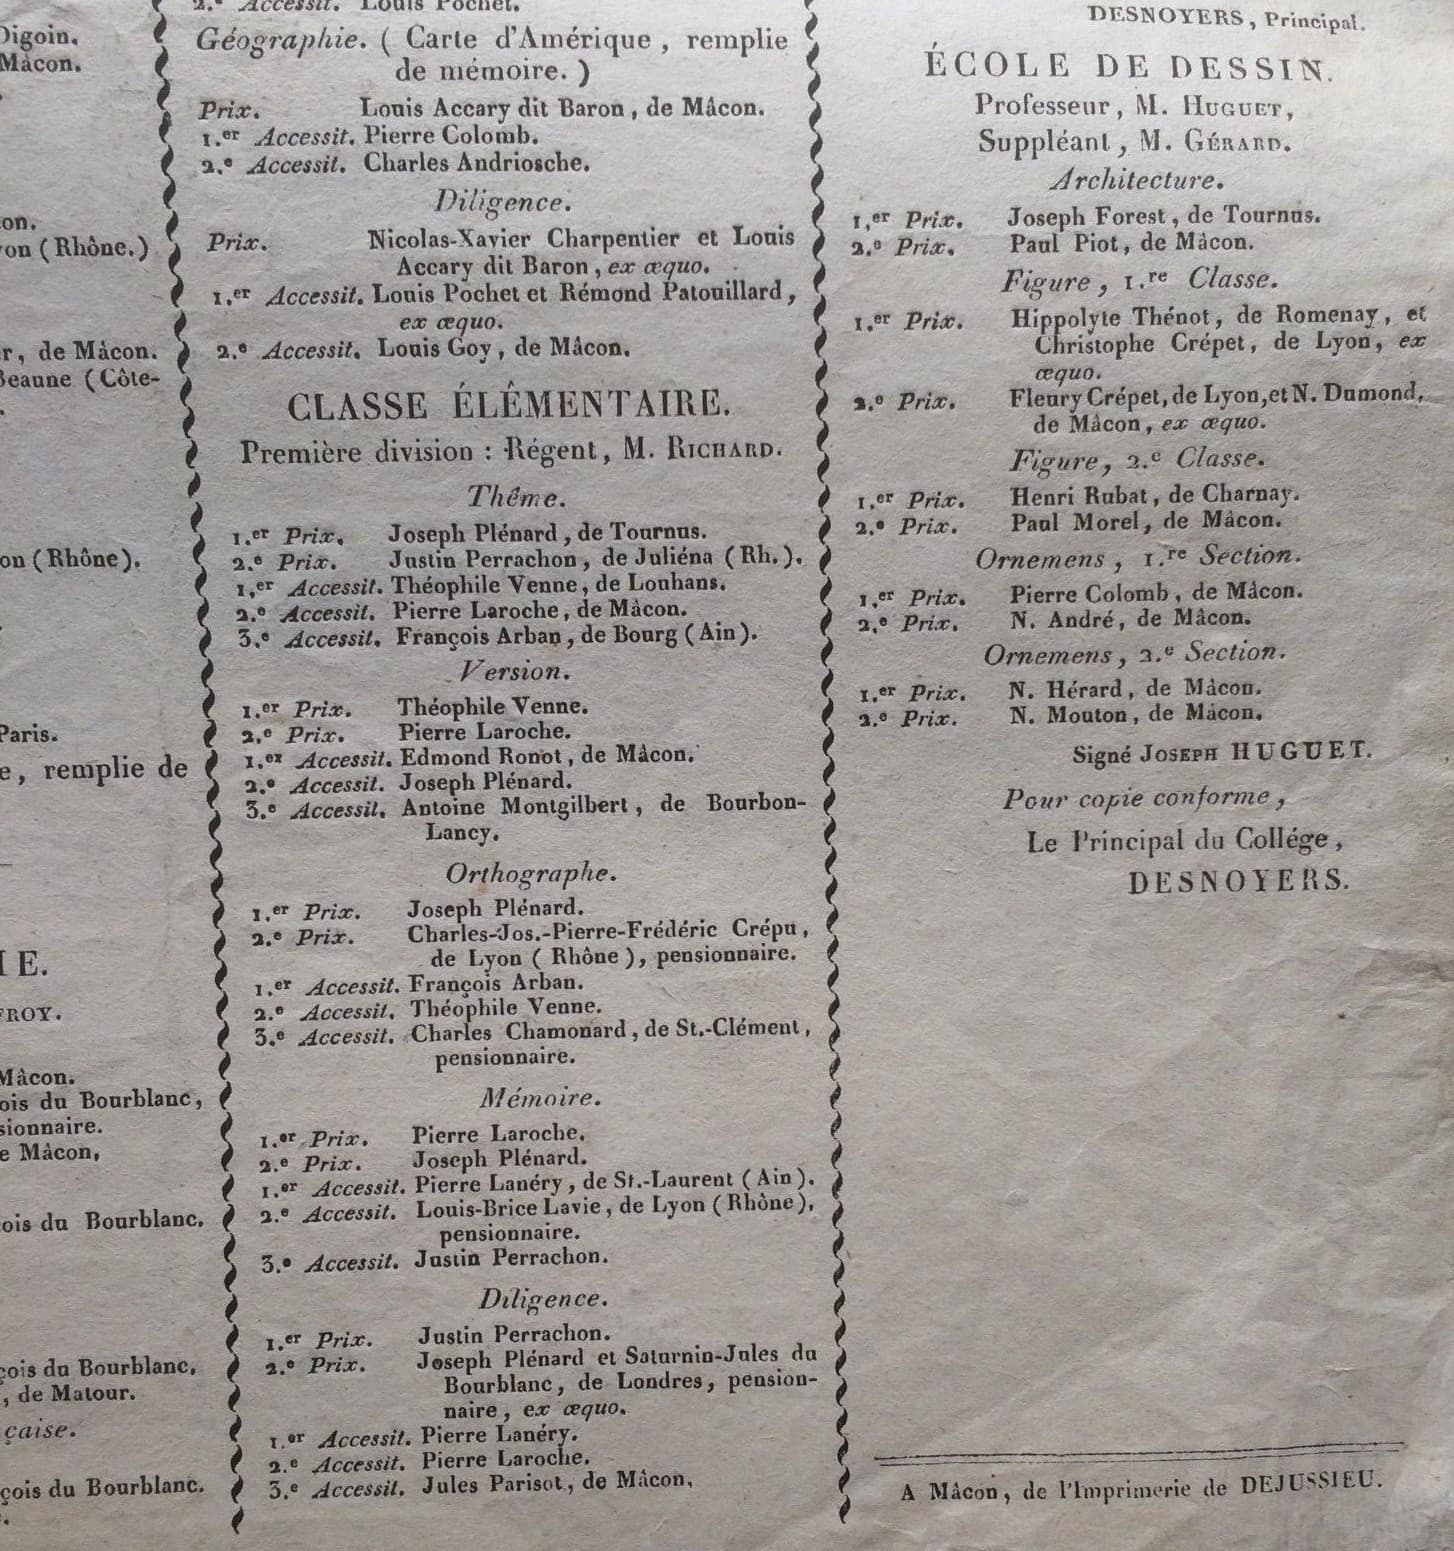 Digoin.
Mâcon.
on.
yon (Rhône.)
r, de Mâcon.
Beaune (Côte-
on (Rhône).
Paris.
e, remplie de
IE.
FROY.
Mâcon.
ois du Bourblanc,
sionnaire.
e Mâcon,
ois du Bourblanc.
çois du Bourblanc,
, de Matour.
çaise.
çois du Bourblanc.
2.e Accessit. Louis Pochet.
Géographie. (Carte d'Amérique, remplie
de mémoire.)
Prix. Louis Accary dit Baron, de Mâcon.
1.er Accessit. Pierre Colomb.
2.e Accessit. Charles Andriosche.
Diligence.
Prix. Nicolas-Xavier Charpentier et Louis
Accary dit Baron, ex æquo.
1.er Accessit. Louis Pochet et Rémond Patouillard,
ex æquo.
2.e Accessit. Louis Goy, de Mâcon.
CLASSE ÉLÊMENTAIRE.
Première division : Régent, M. RICHARD.
Thême.
1.er Prix. Joseph Plénard, de Tournus.
2.e Prix. Justin Perrachon, de Juliéna (Rh.).
1.er Accessit. Théophile Venne, de Louhans.
2.e Accessit. Pierre Laroche, de Mâcon.
3.e Accessit. François Arban, de Bourg (Ain).
Version.
1.er Prix. Théophile Venne.
2.e Prix. Pierre Laroche.
1.er Accessit. Edmond Ronot, de Mâcon.
2.e Accessit. Joseph Plénard.
3.e Accessit. Antoine Montgilbert, de Bourbon-
Lancy.
Orthographe.
1.er Prix. Joseph Plénard.
2.e Prix. Charles-Jos.-Pierre-Frédéric Crépu,
de Lyon (Rhône), pensionnaire.
1.er Accessit. François Arban.
2.e Accessit. Théophile Venne.
3.e Accessit. Charles Chamonard, de St.-Clément,
pensionnaire.
Mémoire.
1.er Prix. Pierre Laroche.
2.e Prix. Joseph Plénard.
1.er Accessit. Pierre Lanéry, de St.-Laurent (Ain).
2.e Accessit. Louis-Brice Lavie, de Lyon (Rhône),
pensionnaire.
3.e Accessit. Justin Perrachon.
Diligence.
1.er Prix. Justin Perrachon.
2.e Prix. Joseph Plénard et Saturnin-Jules du
Bourblanc, de Londres, pension-
naire, ex æquo.
1.er Accessit. Pierre Lanéry.
2.e Accessit. Pierre Laroche.
3.e Accessit. Jules Parisot, de Mâcon,
DESNOYERS, Principal.
ÉCOLE DE DESSIN.
Professeur, M. HUGUET,
Suppléant, M. GÉRARD.
Architecture.
1.er Prix. Joseph Forest, de Tournus.
2.e Prix. Paul Piot, de Mâcon.
Figure, 1.re Classe.
1.er Prix. Hippolyte Thénot, de Romenay, et
Christophe Crépet, de Lyon, ex
æquo.
2.e Prix. Fleury Crépet, de Lyon, et N. Dumond,
de Mâcon, ex æquo.
Figure, 2.e Classe.
1.er Prix. Henri Rubat, de Charnay.
2.e Prix. Paul Morel, de Mâcon.
Ornemens, 1.re Section.
1.er Prix. Pierre Colomb, de Mâcon.
2.e Prix. N. André, de Mâcon.
Ornemens, 2.e Section.
1.er Prix. N. Hérard, de Mâcon.
2.e Prix. N. Mouton, de Mâcon.
Signé JOSEPH HUGUET.
Pour copie conforme,
Le Principal du Collége,
DESNOYERS.
A Mâcon, de l'Imprimerie de DEJUSSIEU.